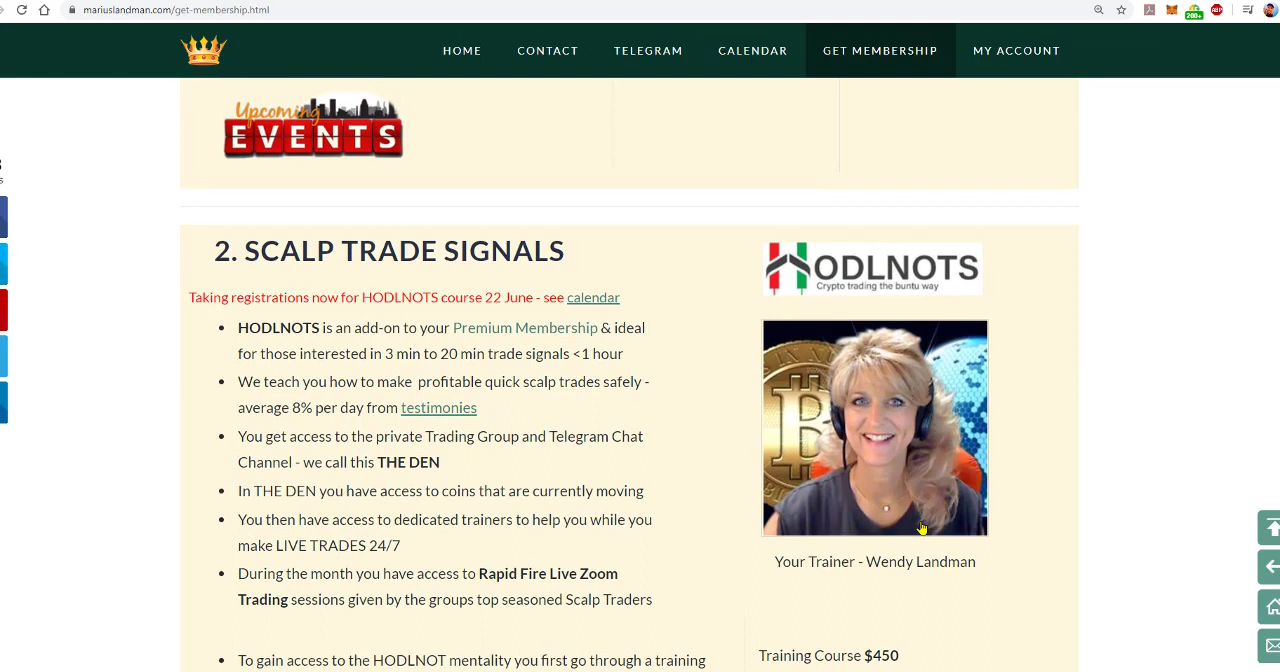 mariuslandman.com/get-membership.html
200+
ABP
HOME CONTACT TELEGRAM CALENDAR GET MEMBERSHIP MY ACCOUNT
Upcoming
EVENTS
2. SCALP TRADE SIGNALS
HODLNOTS
Crypto trading the buntu way
Taking registrations now for HODLNOTS course 22 June - see calendar
HODLNOTS is an add-on to your Premium Membership & ideal
for those interested in 3 min to 20 min trade signals <1 hour
We teach you how to make profitable quick scalp trades safely -
average 8% per day from testimonies
You get access to the private Trading Group and Telegram Chat
Channel - we call this THE DEN
In THE DEN you have access to coins that are currently moving
You then have access to dedicated trainers to help you while you
make LIVE TRADES 24/7
During the month you have access to Rapid Fire Live Zoom
Trading sessions given by the groups top seasoned Scalp Traders
To gain access to the HODLNOT mentality you first go through a training
Your Trainer - Wendy Landman
Training Course $450